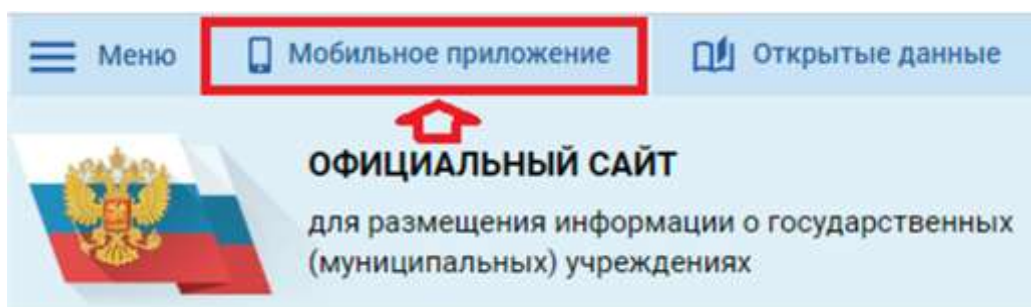 Меню Мобильное приложение Открытые данные
ОФИЦИАЛЬНЫЙ САЙТ
для размещения информации о государственных
(муниципальных) учреждениях